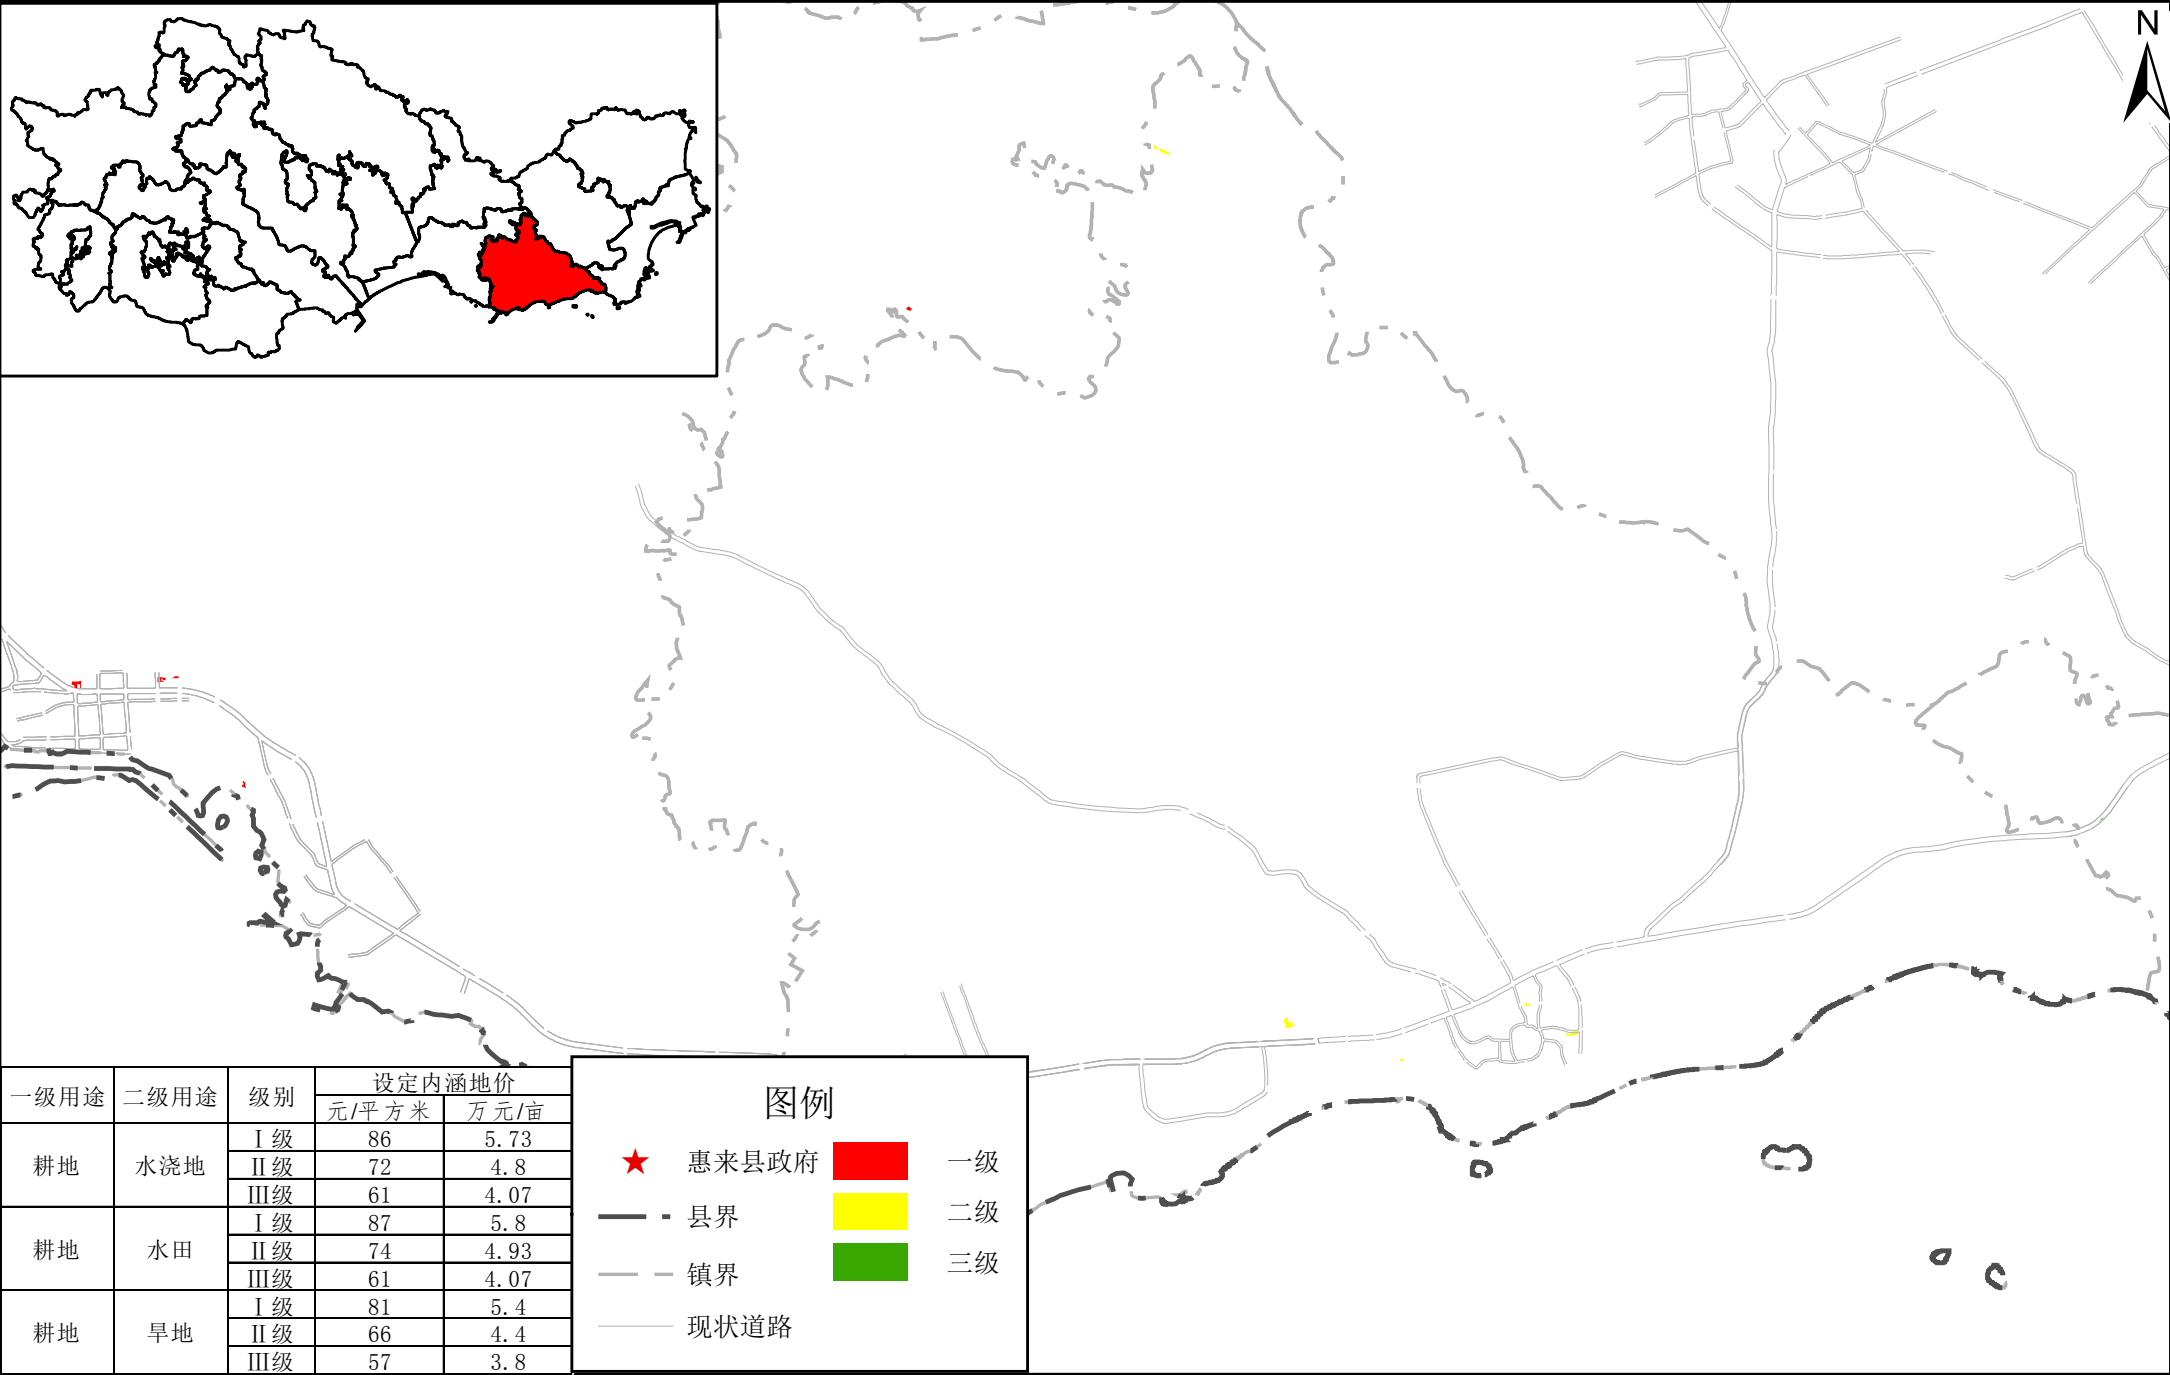 N
一级用途 二级用途 级别 设定内涵地价
元/平方米 万元/亩
耕地 水浇地 Ⅰ级 86 5.73
Ⅱ级 72 4.8
Ⅲ级 61 4.07
耕地 水田 Ⅰ级 87 5.8
Ⅱ级 74 4.93
Ⅲ级 61 4.07
耕地 旱地 Ⅰ级 81 5.4
Ⅱ级 66 4.4
Ⅲ级 57 3.8
图例
惠来县政府 一级
县界 二级
镇界 三级
现状道路